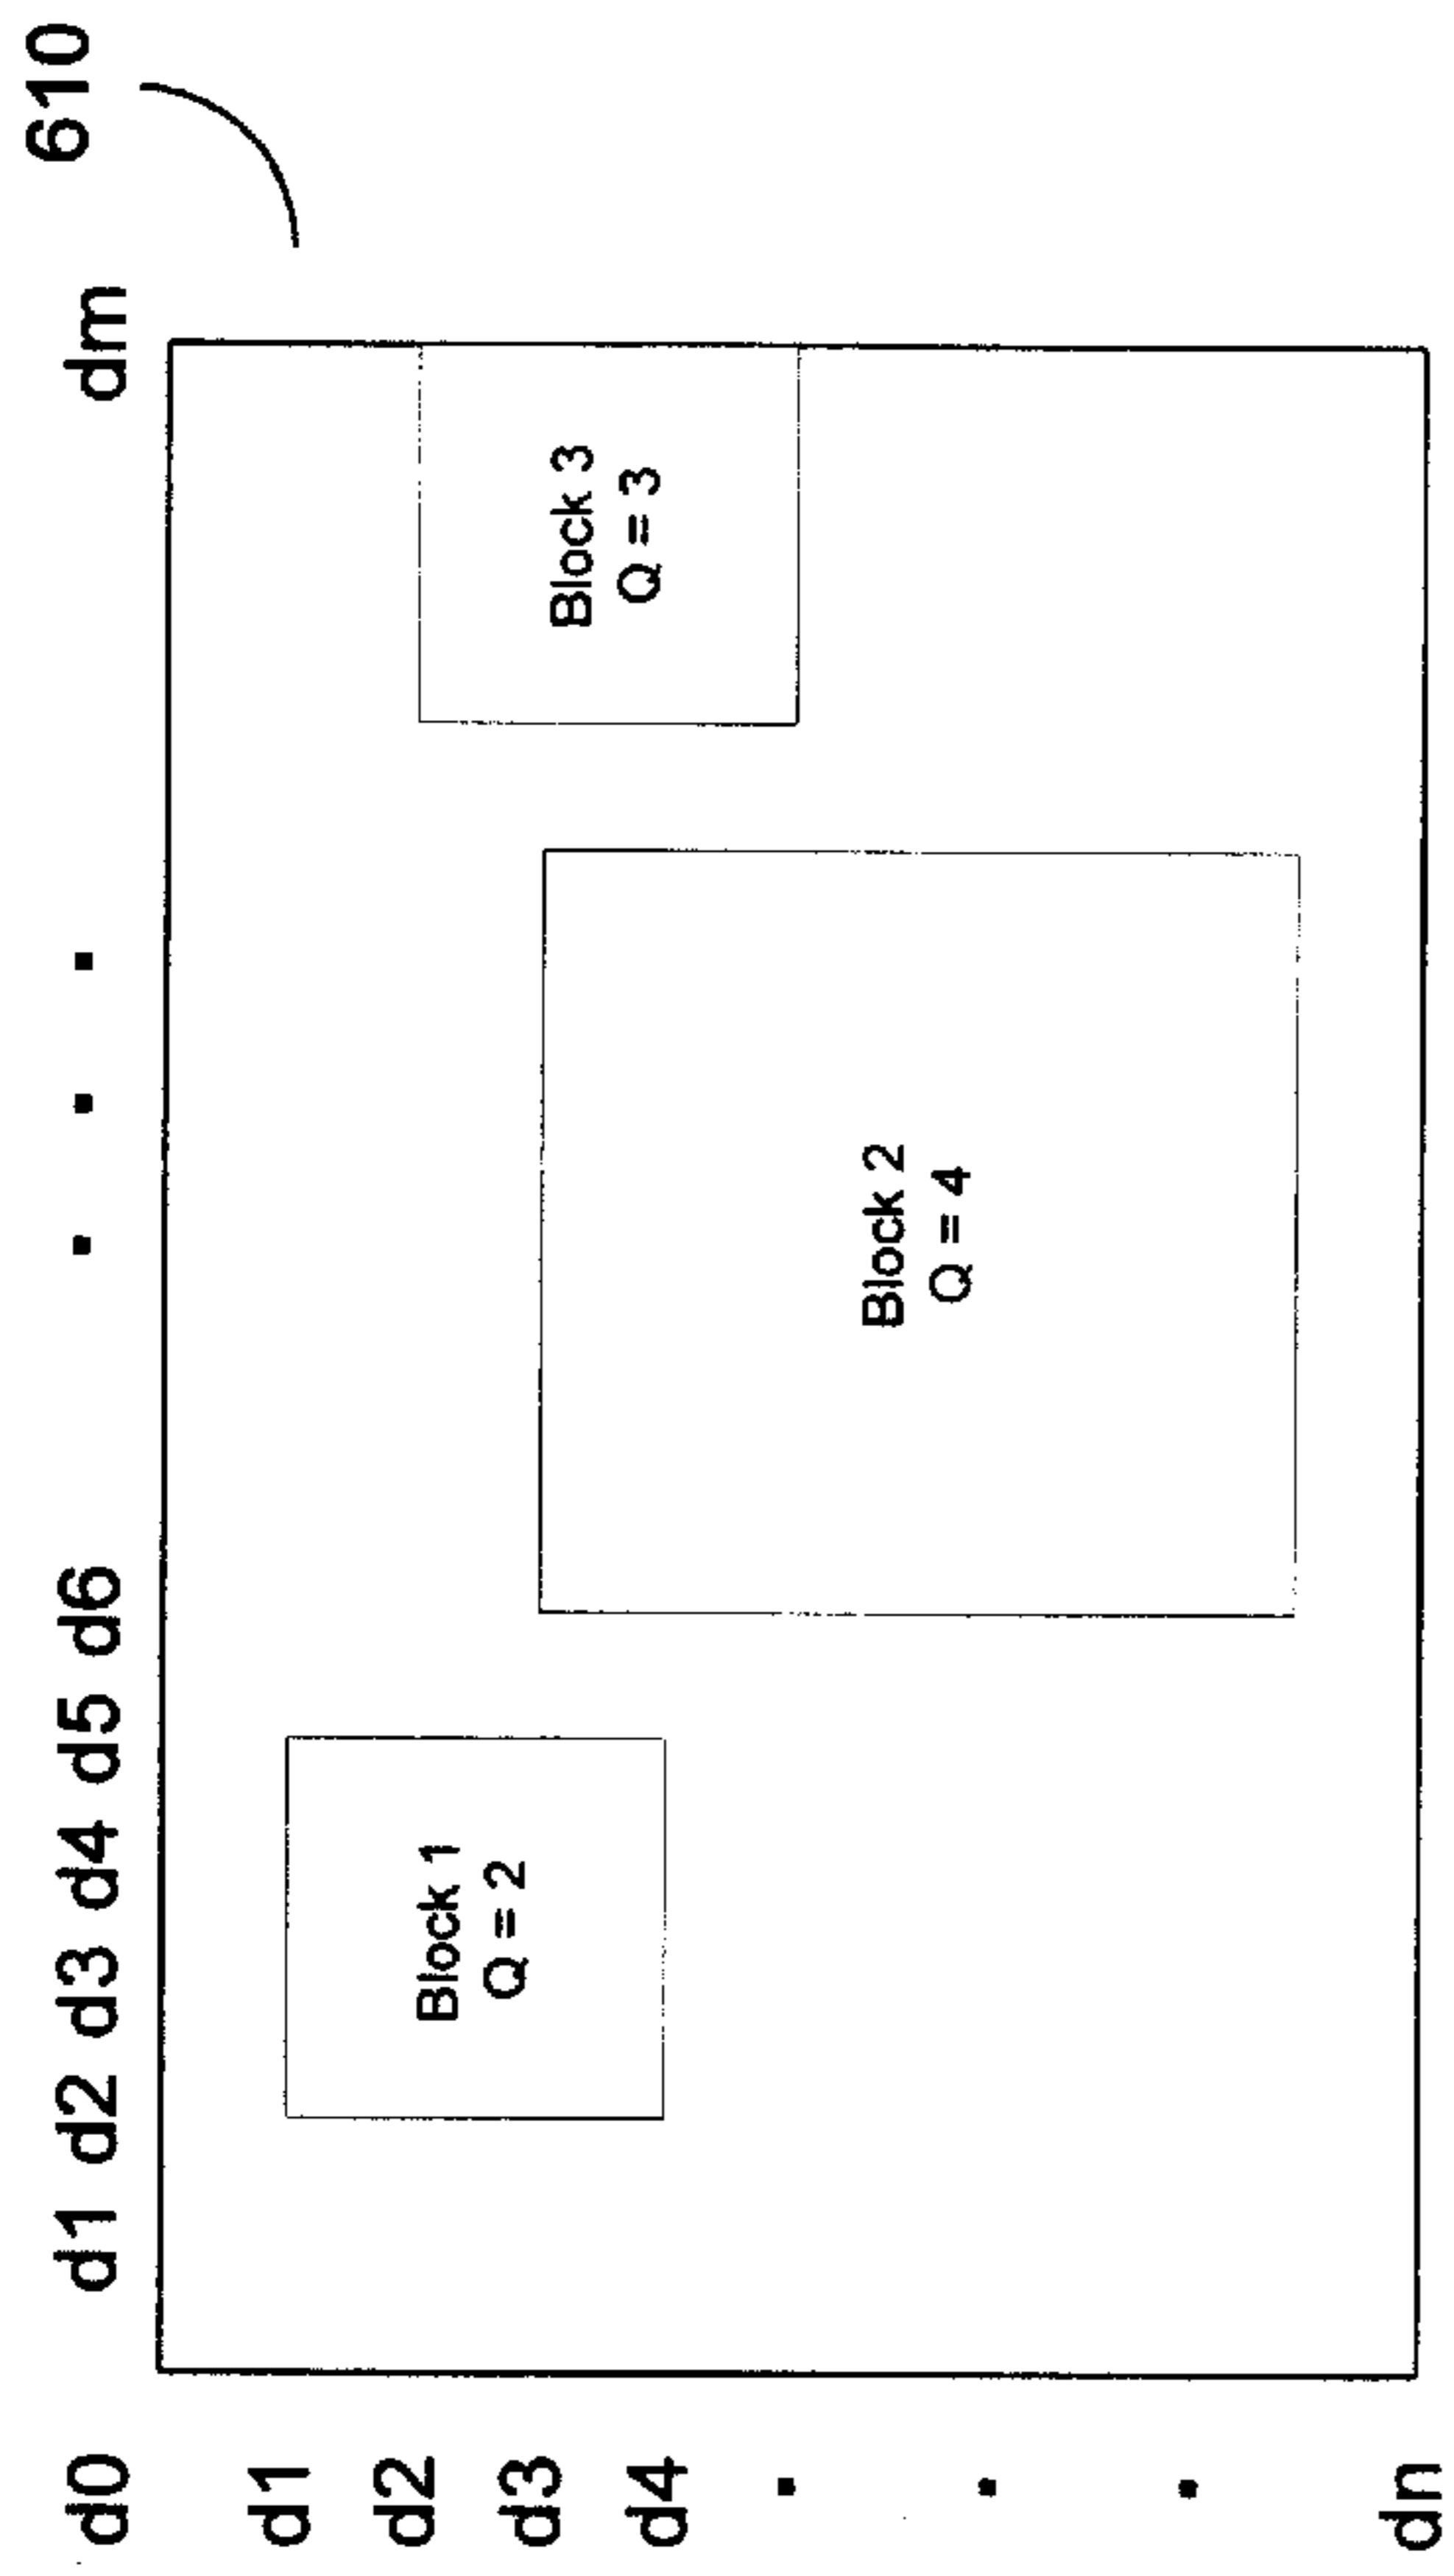 610
d0 d1 d2 d3 d4 d5 d6 . . . dm
d1
d2
d3
d4
.
.
.
dn
Block 1
Q = 2
Block 2
Q = 4
Block 3
Q = 3